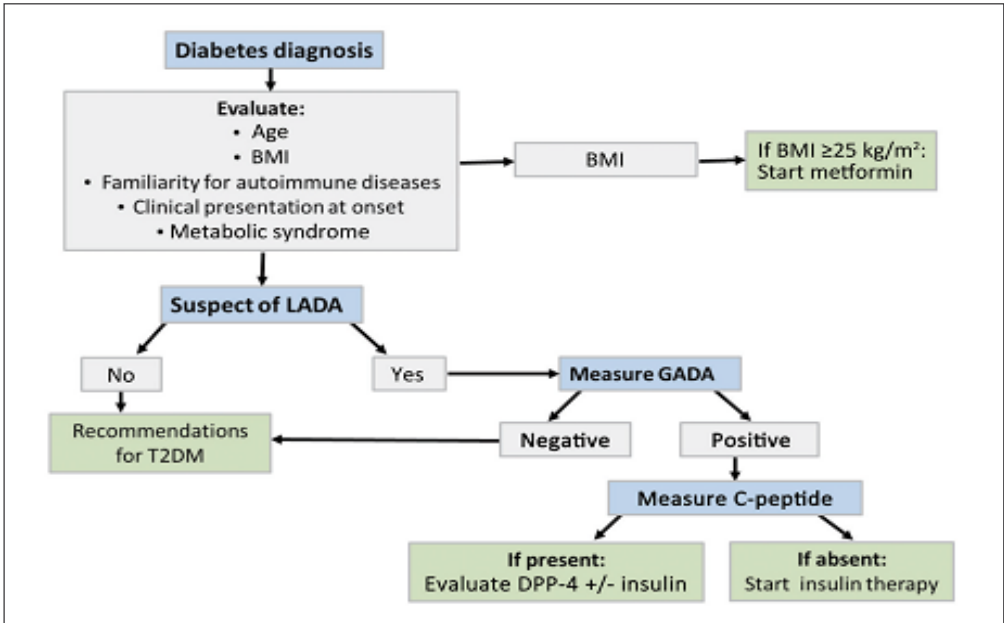 Diabetes diagnosis
Evaluate:
• Age
• BMI
• Familiarity for autoimmune diseases
• Clinical presentation at onset
• Metabolic syndrome
BMI
If BMI ≥25 kg/m²:
Start metformin
Suspect of LADA
No
Yes
Measure GADA
Recommendations
for T2DM
Negative
Positive
Measure C-peptide
If present:
Evaluate DPP-4 +/- insulin
If absent:
Start insulin therapy